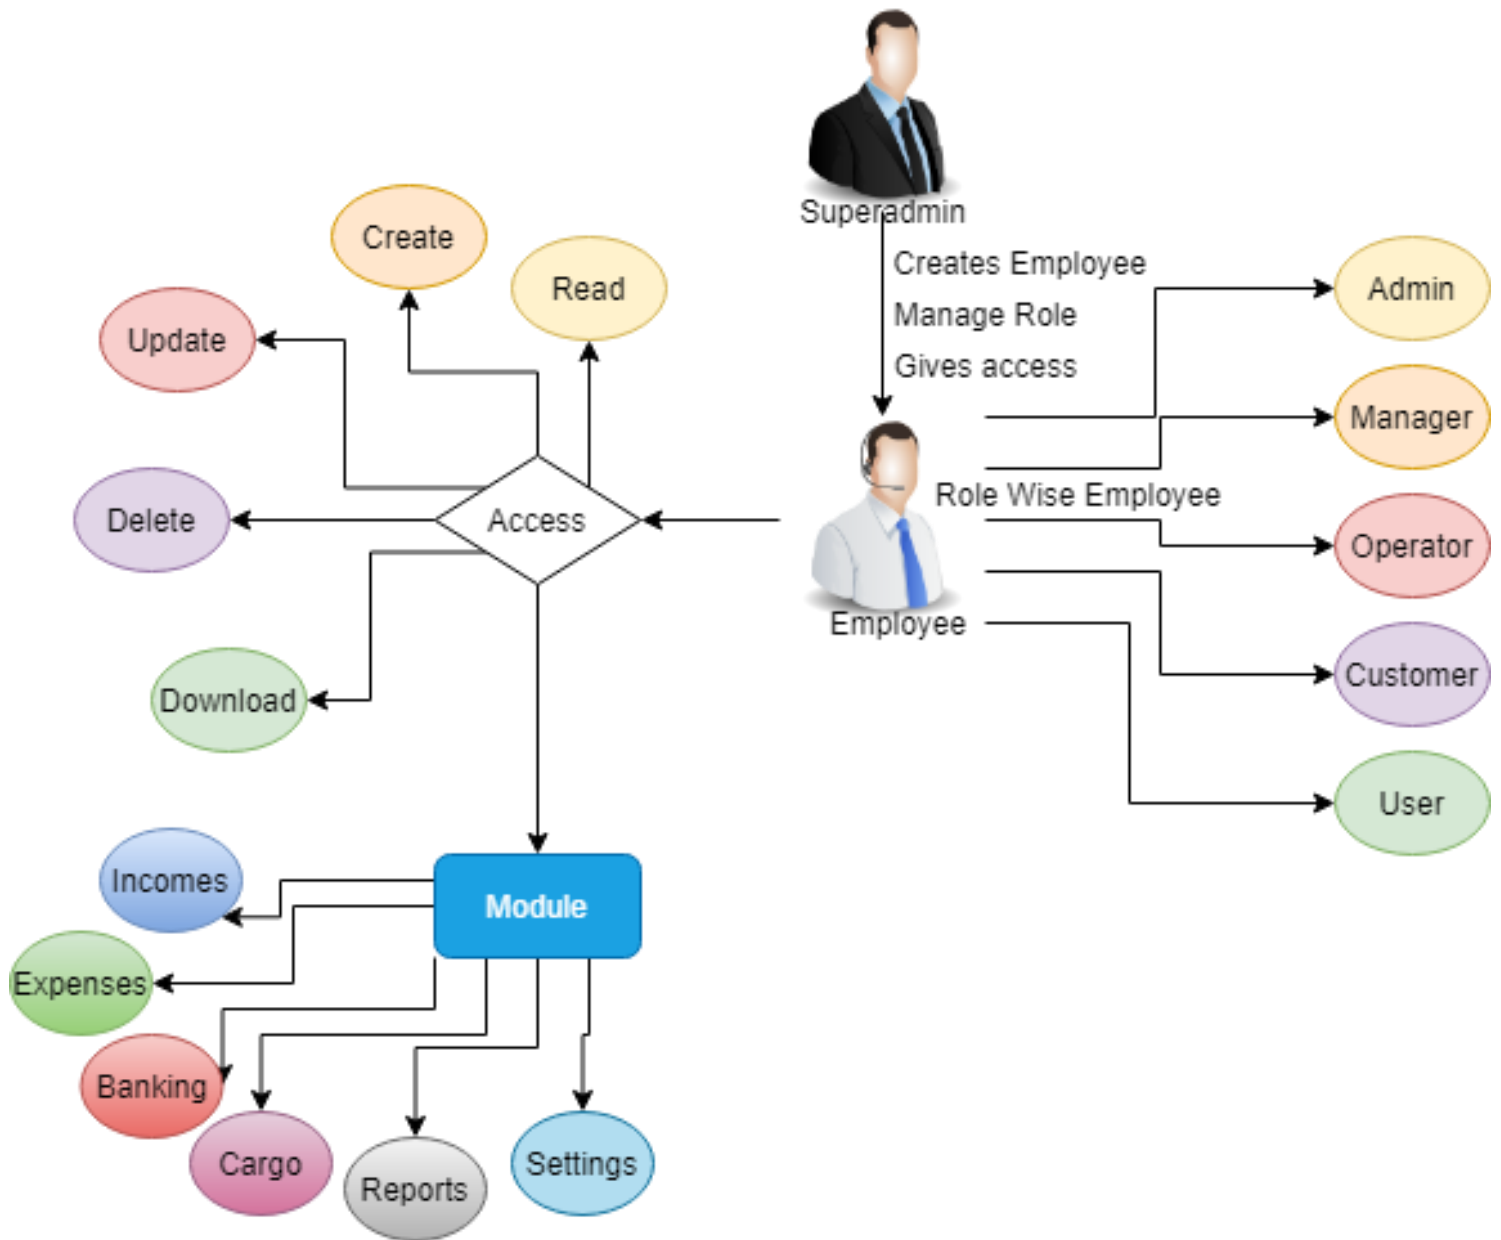 Superadmin
Creates Employee
Manage Role
Gives access
Create
Read
Update
Delete
Access
Download
Role Wise Employee
Employee
Admin
Manager
Operator
Customer
User
Module
Incomes
Expenses
Banking
Cargo
Reports
Settings